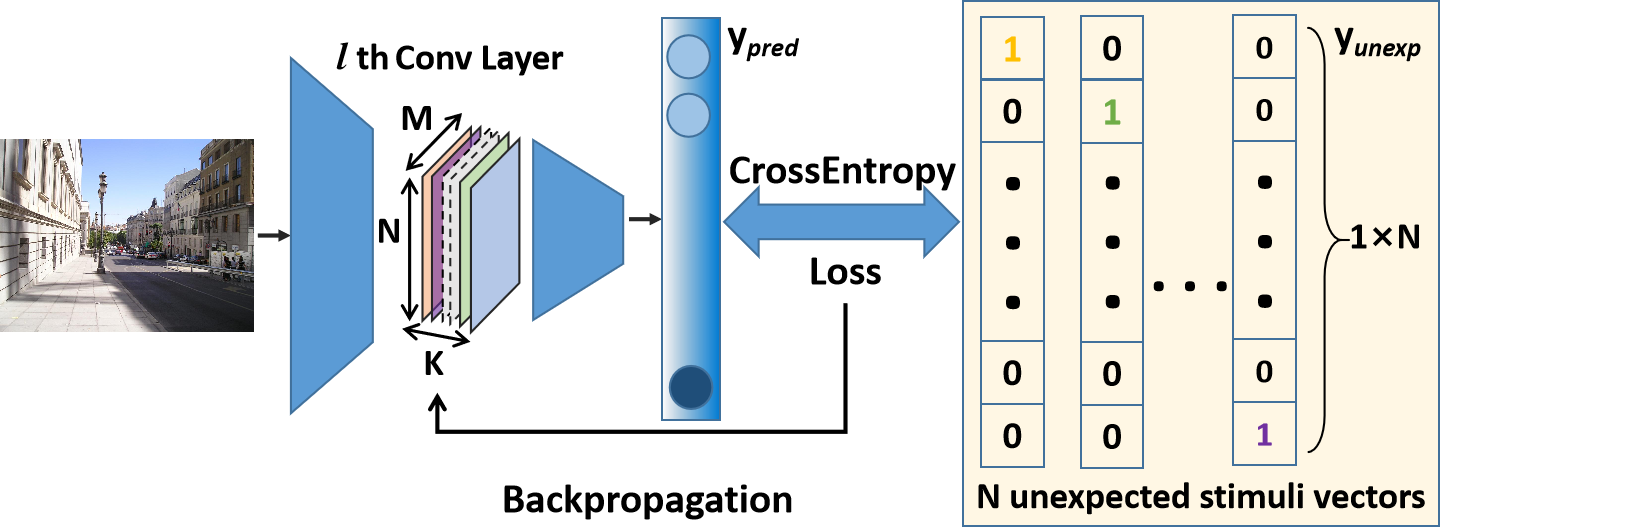 l th Conv Layer
M
N
K
y pred
CrossEntropy
Loss
Backpropagation
1 0 0
0 1 0
0 0 0
0 0 1
y unexp
1×N
N unexpected stimuli vectors